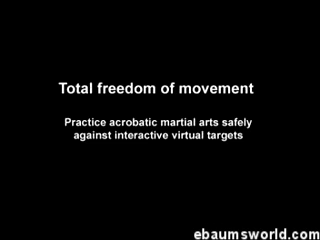 Total freedom of movement
Practice acrobatic martial arts safely
against interactive virtual targets
ebaumsworld.com